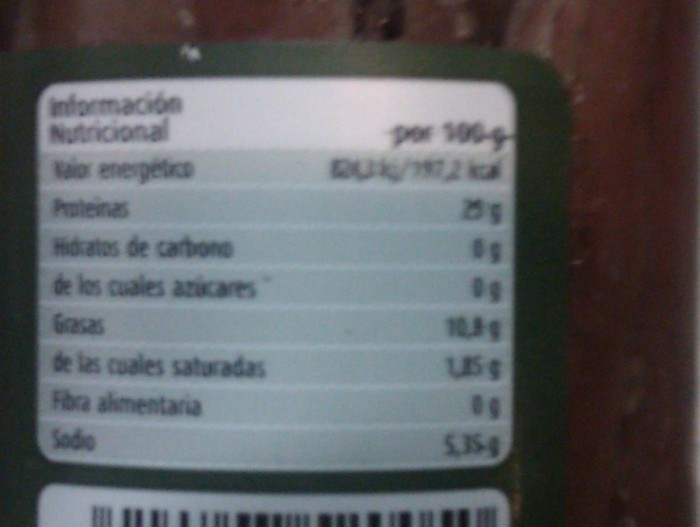 Información
Nutricional por 100 g
Valor energético 824,3 kj/197,2 kcal
Proteinas 25 g
Hidratos de carbono 0 g
de los cuales azúcares 0 g
Grasas 10,8 g
de las cuales saturadas 1,85 g
Fibra alimentaria 0 g
Sodio 5,35 g